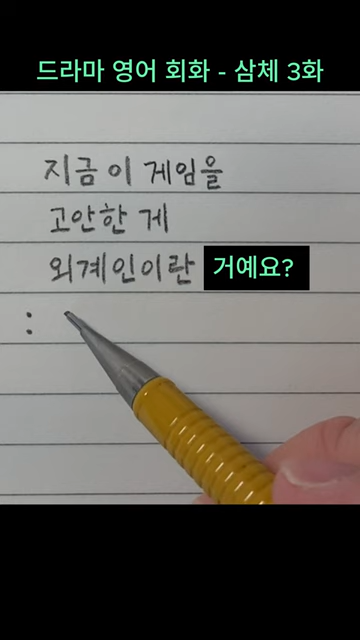 드라마 영어 회화 - 삼체 3화
지금 이 게임을
고안한 게
외계인이란 거예요?
: